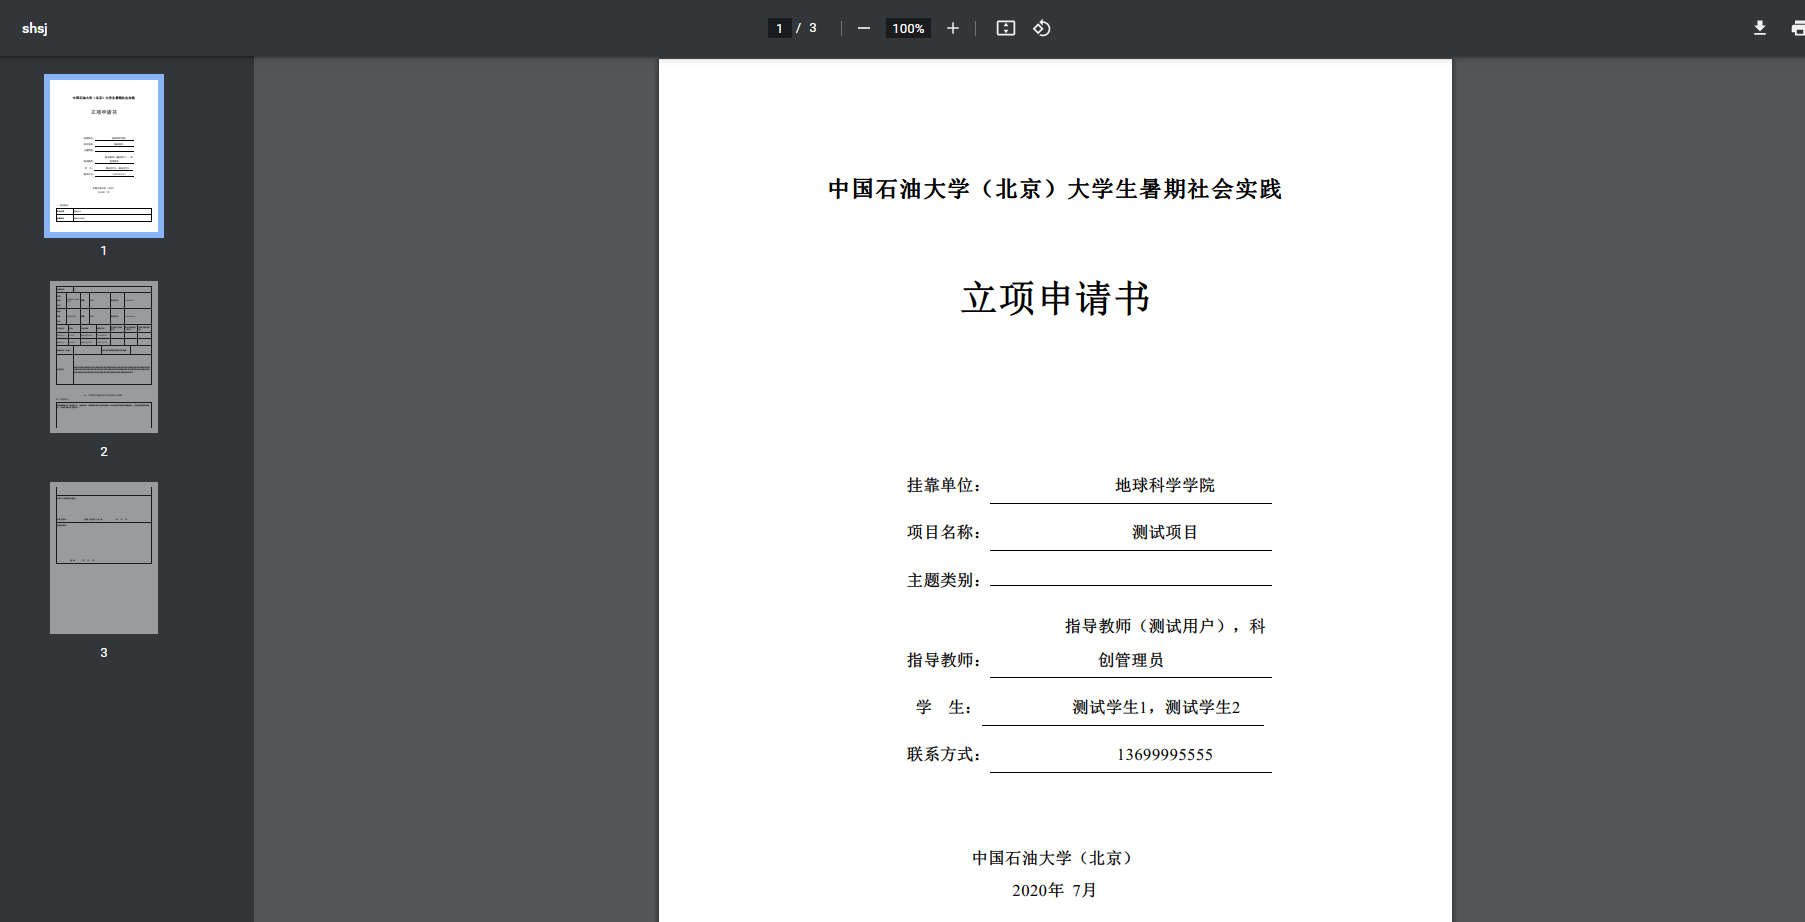 shsj
1 / 3
100%
1
2
3
中国石油大学（北京）大学生暑期社会实践
立项申请书
挂靠单位： 地球科学学院
项目名称： 测试项目
主题类别：
指导教师（测试用户），科
指导教师： 创管理员
学 生： 测试学生1，测试学生2
联系方式： 13699995555
中国石油大学（北京）
2020年 7月